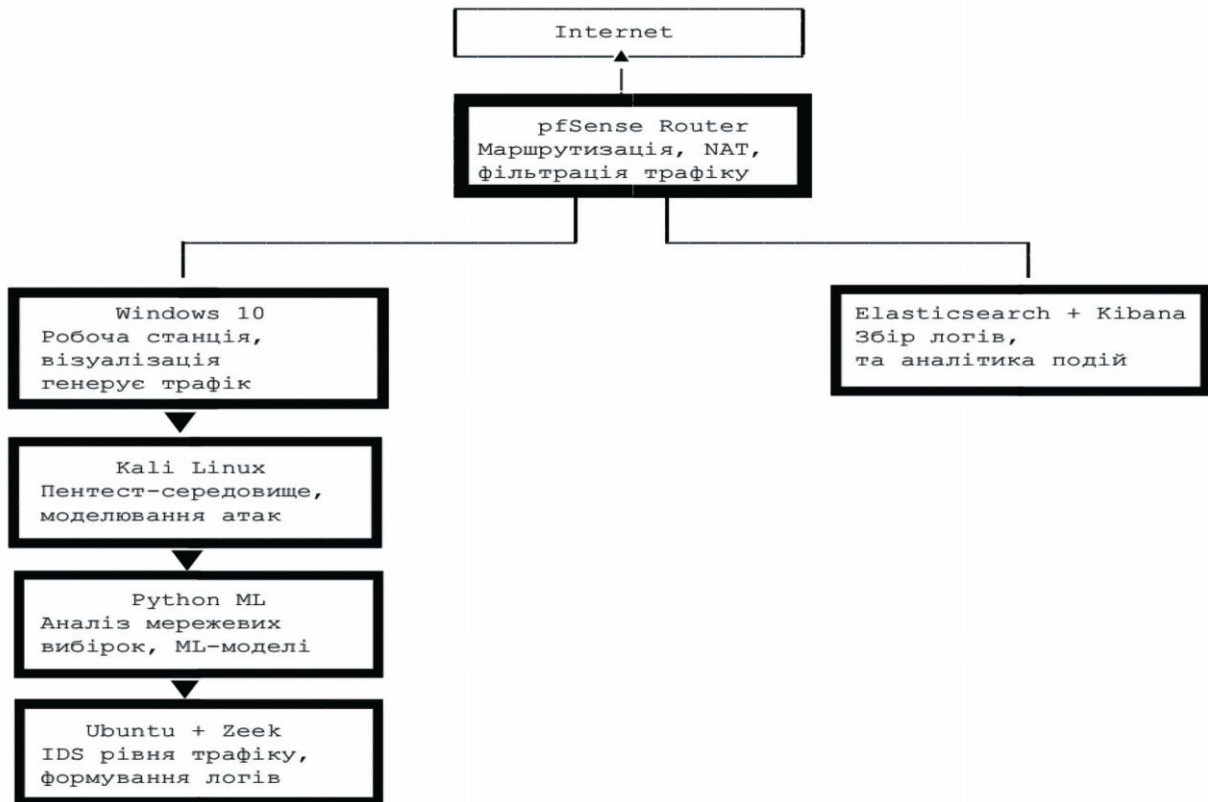 Internet
pfSense Router
Маршрутизація, NAT,
фільтрація трафіку
Windows 10
Робоча станція,
візуалізація
генерує трафік
Elasticsearch + Kibana
Збір логів,
та аналітика подій
Kali Linux
Пентест-середовище,
моделювання атак
Python ML
Аналіз мережевих
вибірок, ML-моделі
Ubuntu + Zeek
IDS рівня трафіку,
формування логів